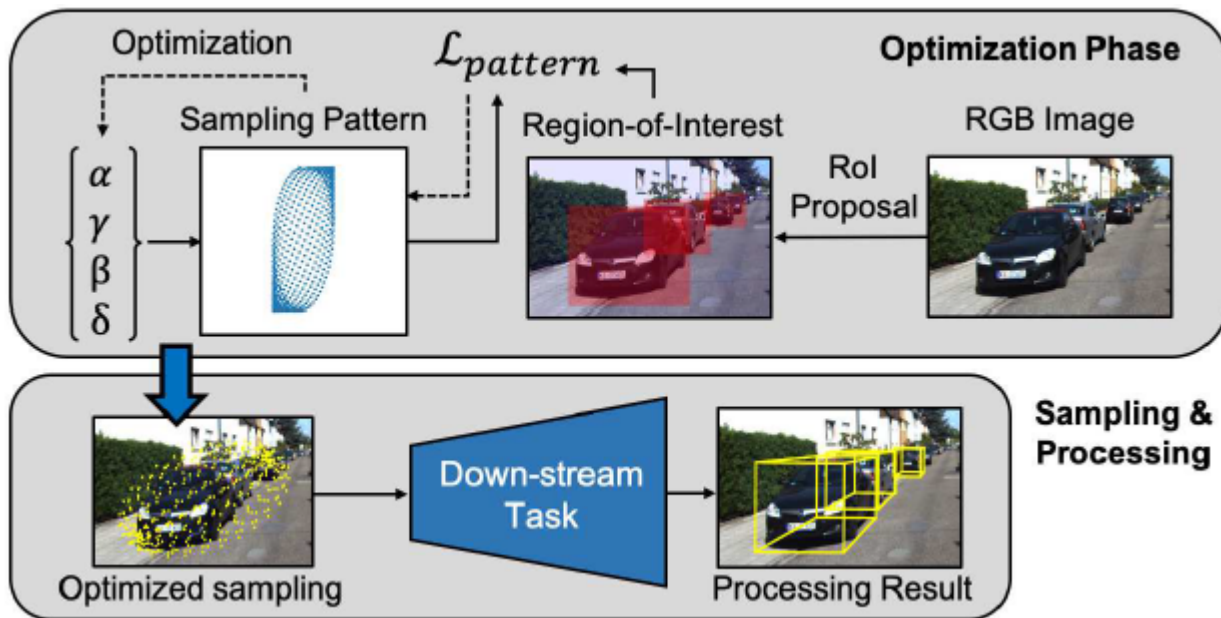 Optimization
ℒpattern
Optimization Phase
Sampling Pattern
Region-of-Interest
RGB Image
α
γ
β
δ
RoI
Proposal
Down-stream
Task
Sampling &
Processing
Optimized sampling
Processing Result